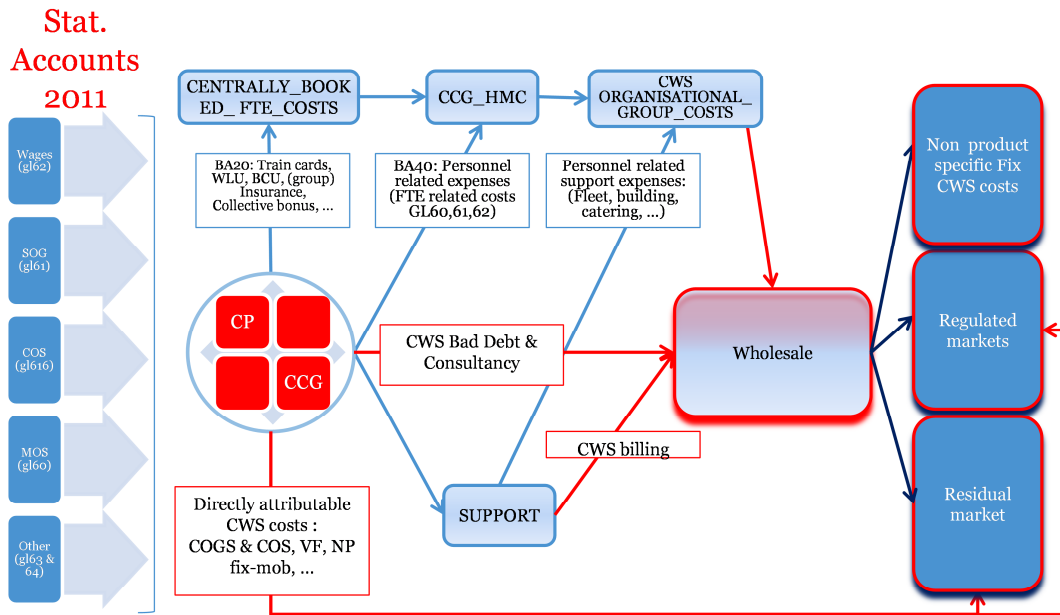 Stat.
Accounts
2011
Wages
(gl62)
SOG
(gl61)
COS
(gl616)
MOS
(gl60)
Other
(gl63 &
64)
CENTRALLY_BOOK
ED_ FTE_COSTS
CCG_HMC
CWS
ORGANISATIONAL_
GROUP_COSTS
BA20: Train cards,
WLU, BCU, (group)
Insurance,
Collective bonus, ...
BA40: Personnel
related expenses
(FTE related costs
GL60,61,62)
Personnel related
support expenses:
(Fleet, building,
catering, ...)
CP
CCG
CWS Bad Debt &
Consultancy
Wholesale
CWS billing
SUPPORT
Directly attributable
CWS costs :
COGS & COS, VF, NP
fix-mob, ...
Non product
specific Fix
CWS costs
Regulated
markets
Residual
market